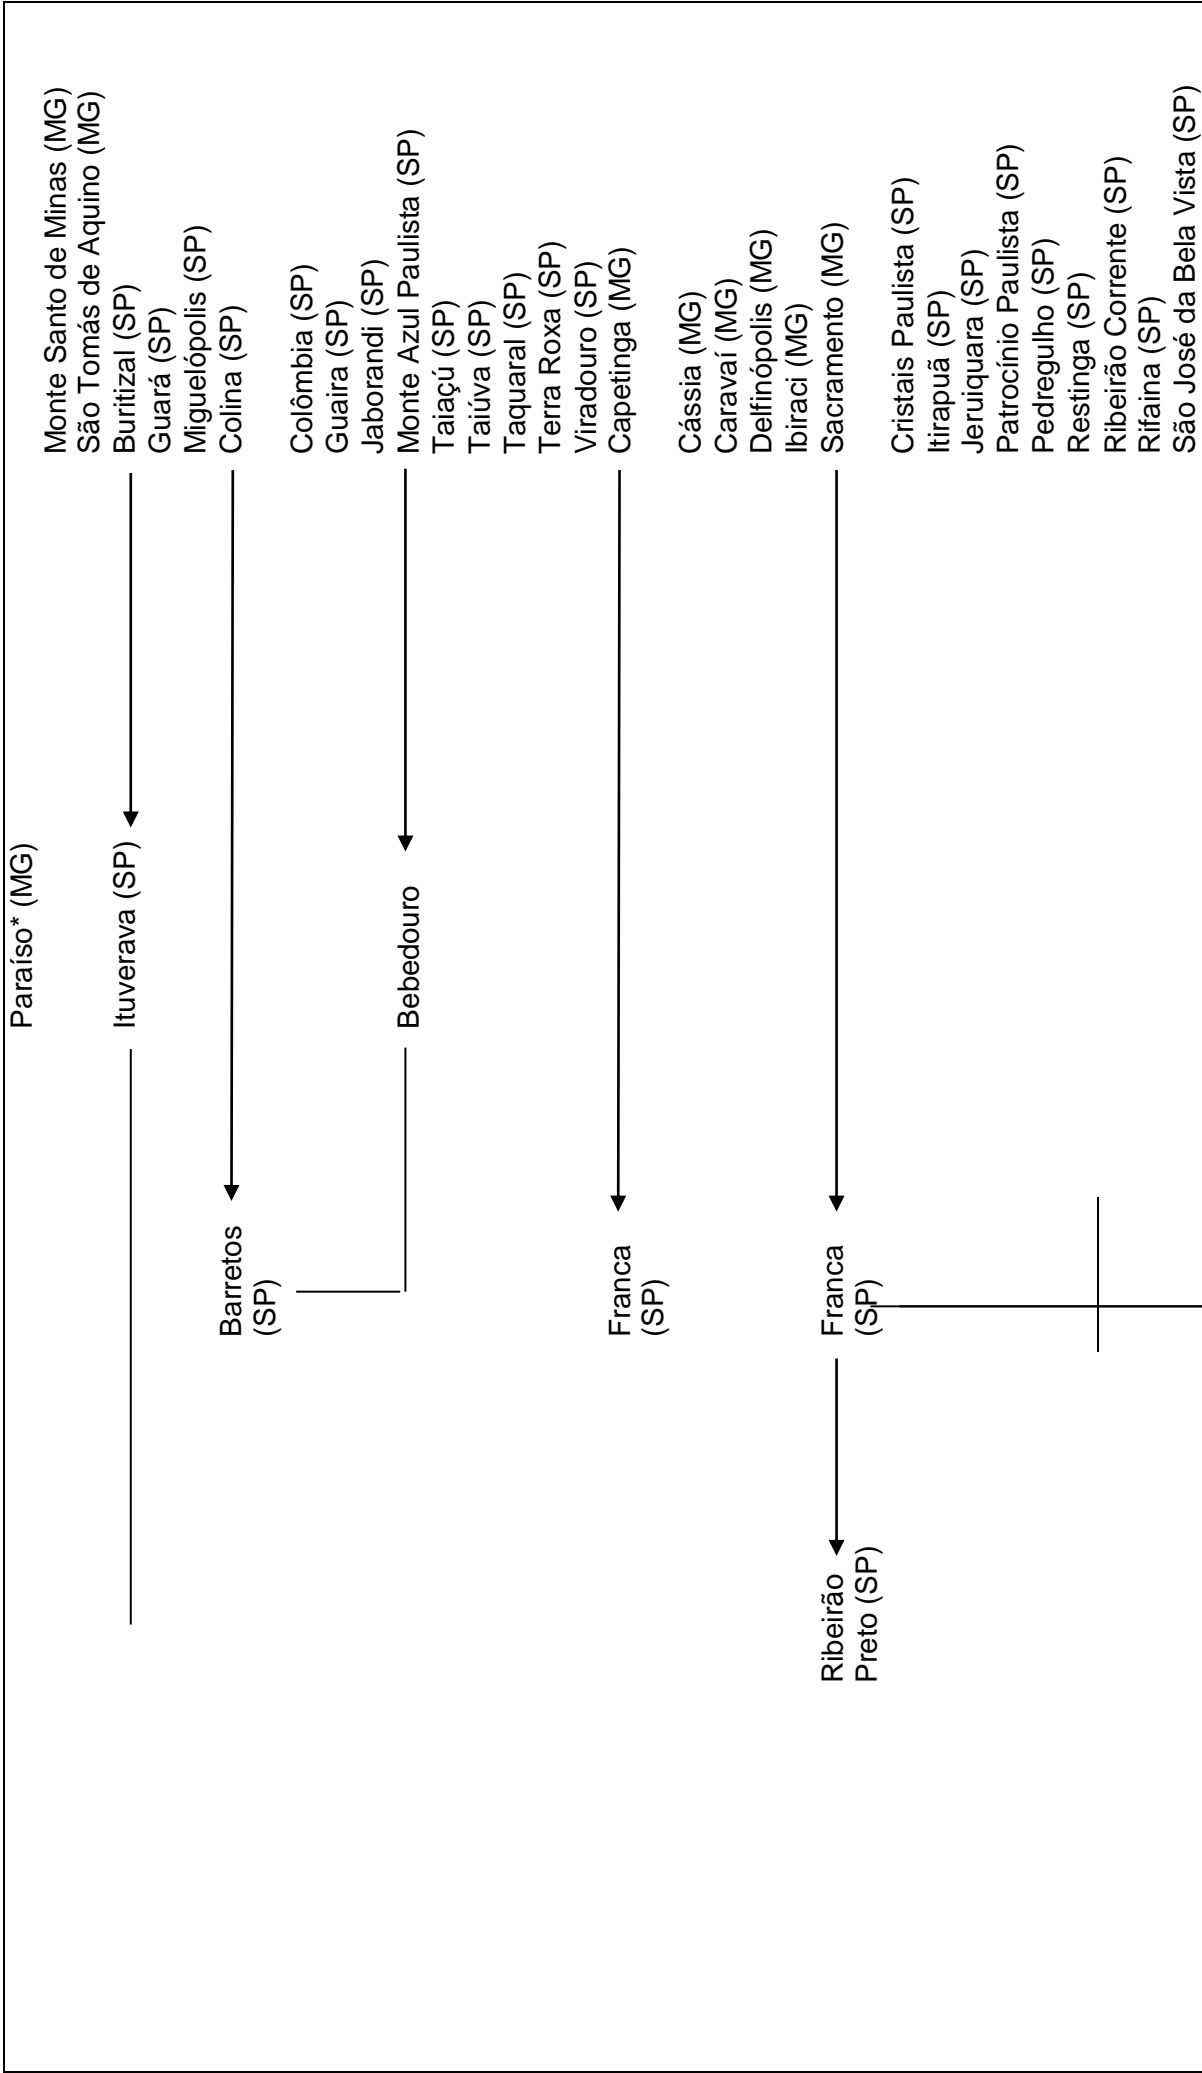 Paraíso* (MG)
Monte Santo de Minas (MG)
São Tomás de Aquino (MG)
Ituverava (SP)
Buritizal (SP)
Guará (SP)
Miguelópolis (SP)
Barretos
(SP)
Colina (SP)
Colômbia (SP)
Guaira (SP)
Jaborandi (SP)
Bebedouro
Monte Azul Paulista (SP)
Taiaçú (SP)
Taiúva (SP)
Taquaral (SP)
Terra Roxa (SP)
Viradouro (SP)
Franca
(SP)
Capetinga (MG)
Cássia (MG)
Caravaí (MG)
Delfinópolis (MG)
Ibiraci (MG)
Ribeirão
Preto (SP)
Franca
(SP)
Sacramento (MG)
Cristais Paulista (SP)
Itirapuã (SP)
Jeruiquara (SP)
Patrocínio Paulista (SP)
Pedregulho (SP)
Restinga (SP)
Ribeirão Corrente (SP)
Rifaina (SP)
São José da Bela Vista (SP)